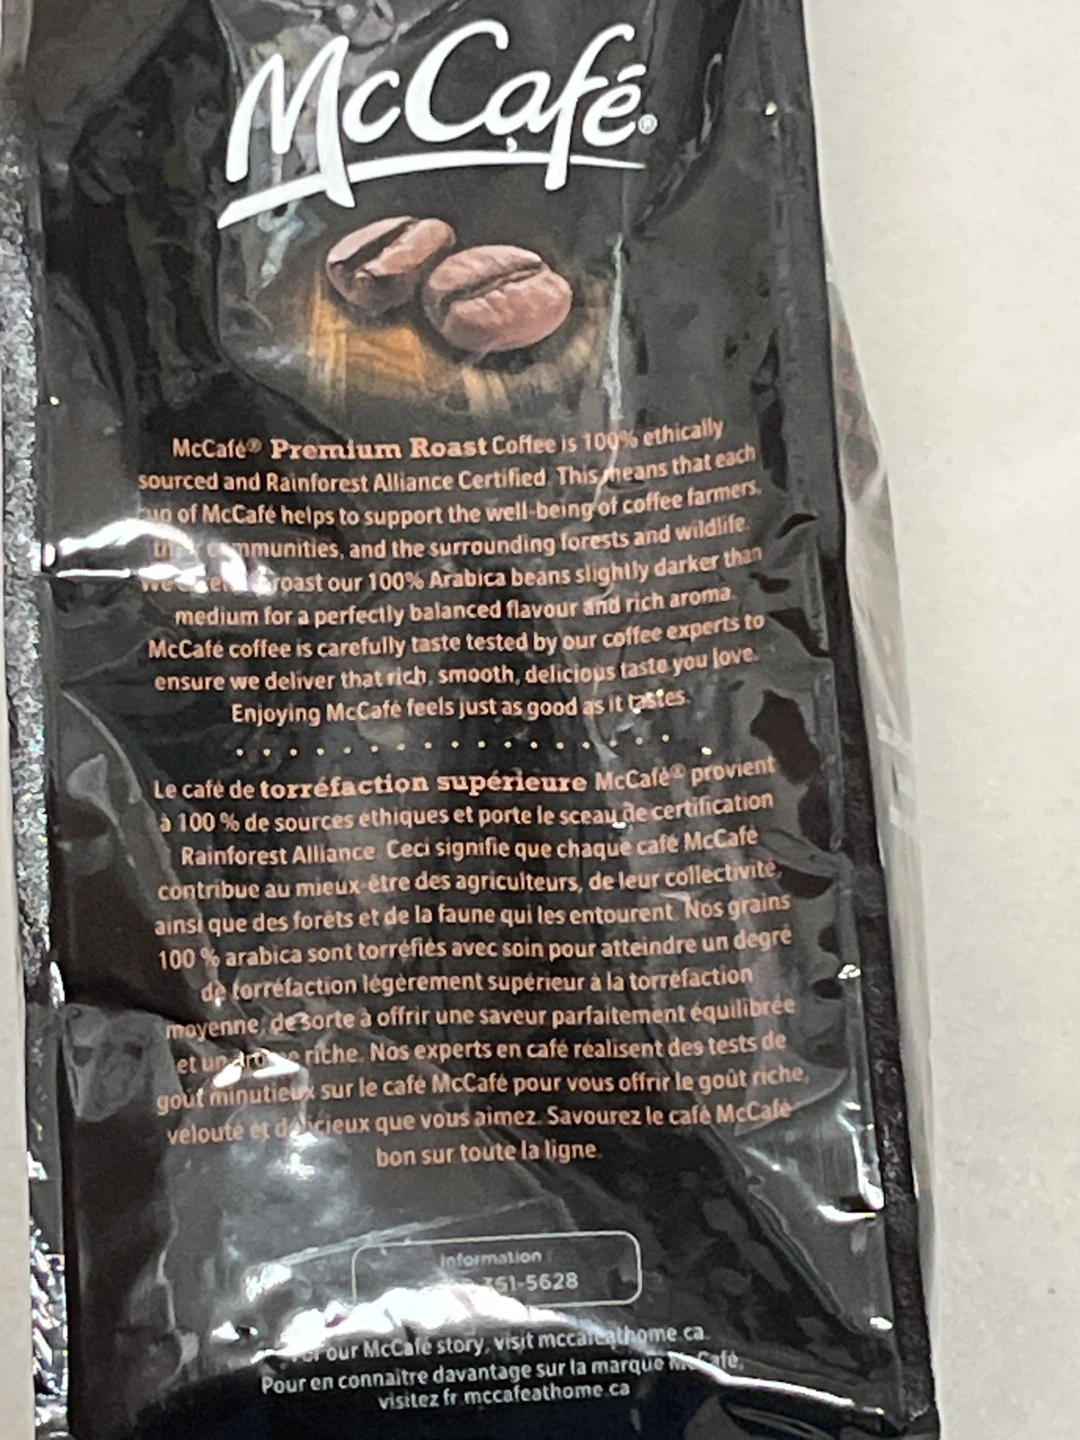 McCafé®
McCafé® Premium Roast Coffee is 100% ethically
sourced and Rainforest Alliance Certified. This means that each
of McCafé helps to support the well-being of coffee farmers,
communities, and the surrounding forests and wildlife.
roast our 100% Arabica beans slightly darker than
medium for a perfectly balanced flavour and rich aroma.
McCafé coffee is carefully taste tested by our coffee experts to
ensure we deliver that rich, smooth, delicious taste you love.
Enjoying McCafé feels just as good as it tastes.
Le café de torréfaction supérieure McCafé® provient
à 100 % de sources éthiques et porte le sceau de certification
Rainforest Alliance. Ceci signifie que chaque café McCafé
contribue au mieux-être des agriculteurs, de leur collectivité,
ainsi que des forêts et de la faune qui les entourent. Nos grains
100 % arabica sont torréfiés avec soin pour atteindre un degré
de torréfaction légèrement supérieur à la torréfaction
moyenne, de sorte à offrir une saveur parfaitement équilibrée
et un riche. Nos experts en café réalisent des tests de
goût minutieux sur le café McCafé pour vous offrir le goût riche,
velouté et délicieux que vous aimez. Savourez le café McCafé
bon sur toute la ligne.
Information
361-5628
our McCafé story, visit mccafeathome.ca.
Pour en connaître davantage sur la marque McCafé,
visitez fr.mccafeathome.ca